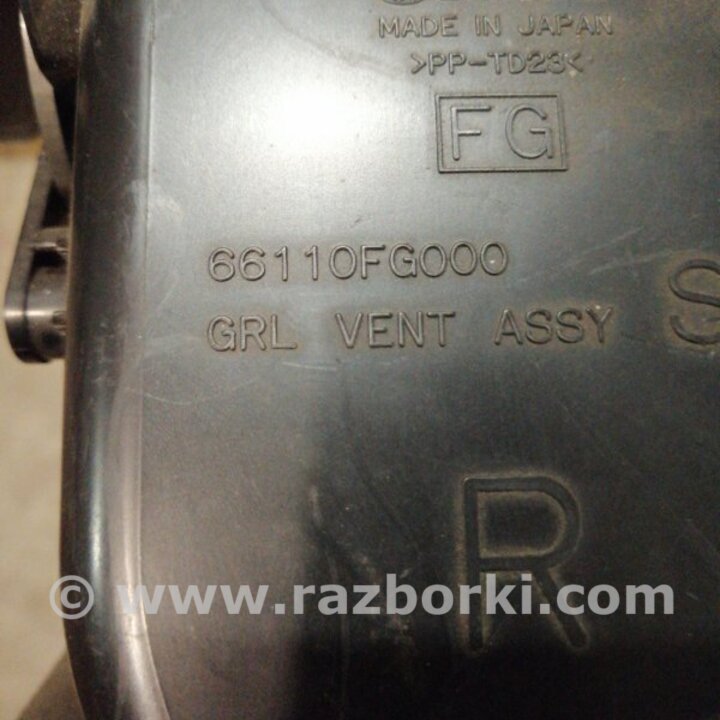 MADE IN JAPAN
>PP-TD23<
FG
66110FG000
GRL VENT ASSY S
R
© www.razborki.com